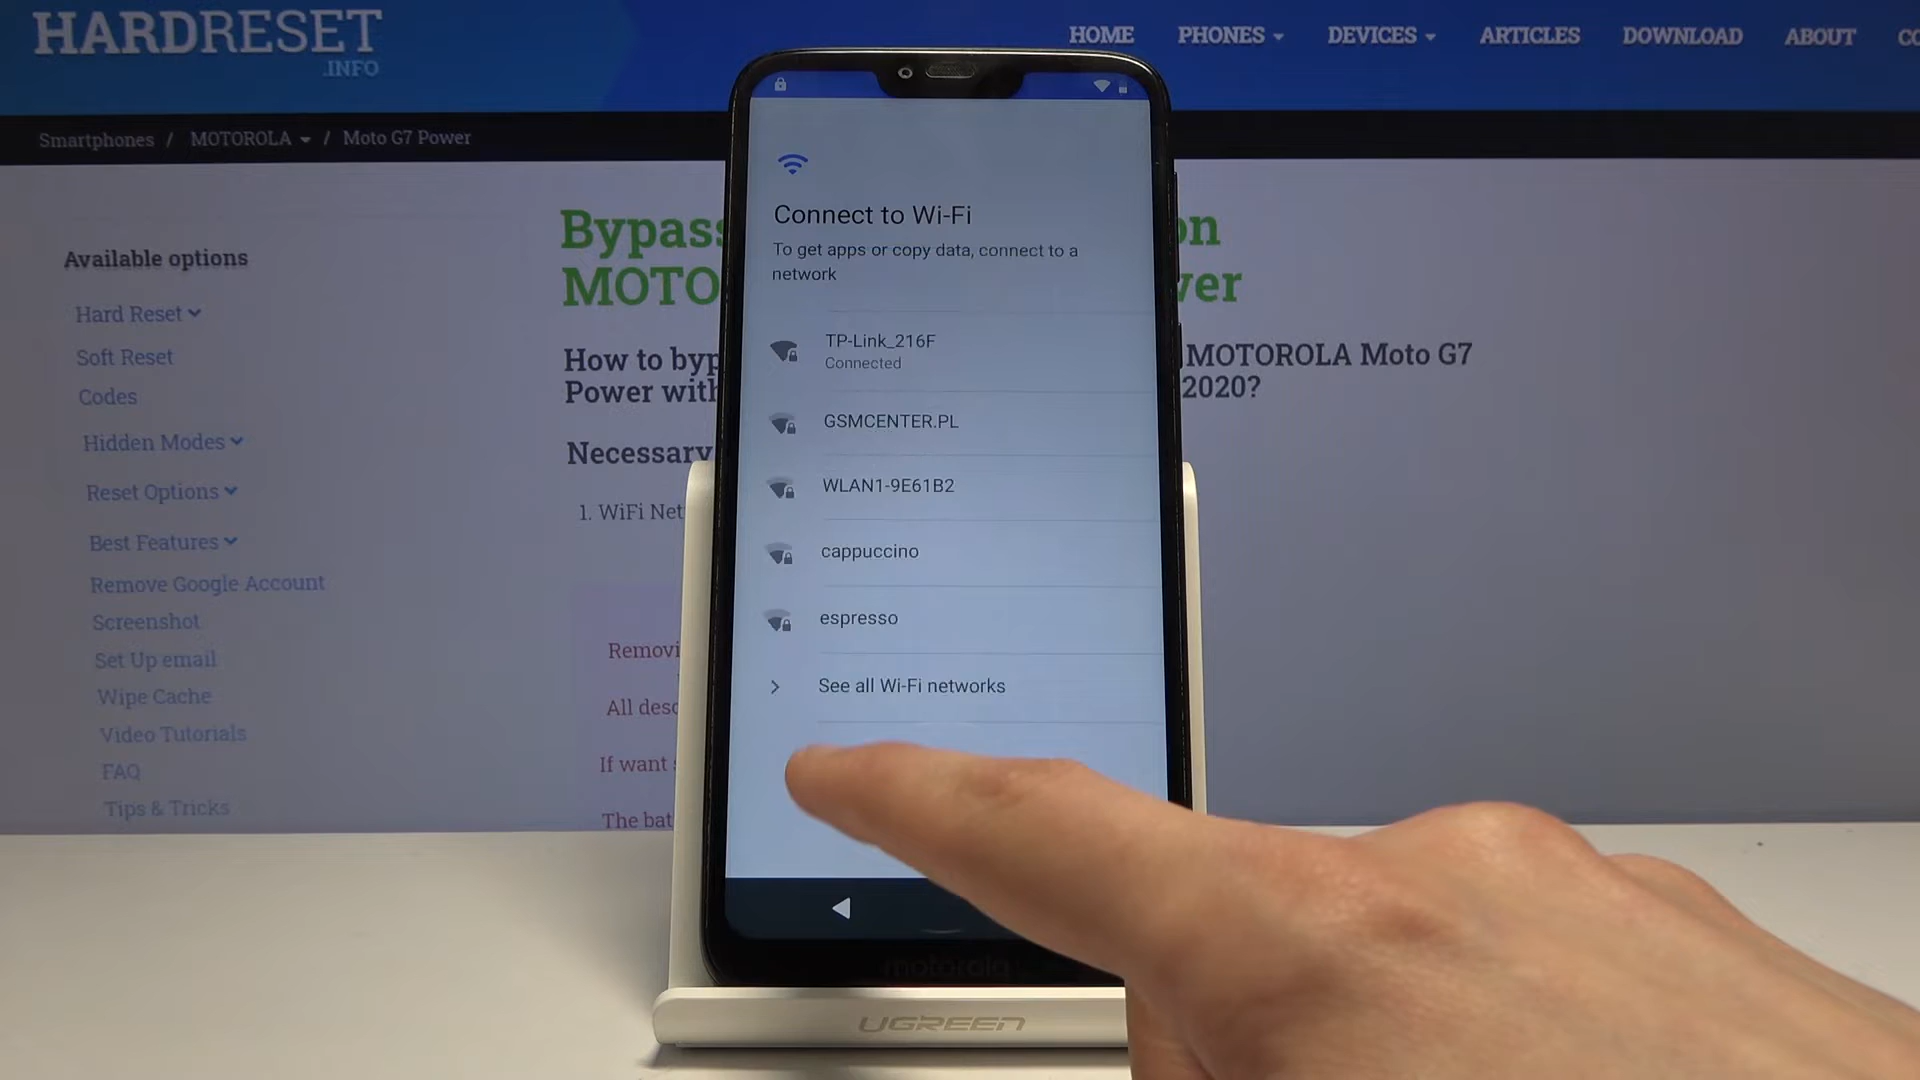 HARDRESET
.INFO
HOME PHONES DEVICES ARTICLES DOWNLOAD ABOUT
Smartphones / MOTOROLA / Moto G7 Power
Available options
Hard Reset
Soft Reset
Codes
Hidden Modes
Reset Options
Best Features
Remove Google Account
Screenshot
Set Up email
Wipe Cache
Video Tutorials
FAQ
Tips & Tricks
Bypass
MOTO
How to byp MOTOROLA Moto G7
Power with 2020?
Necessary
1. WiFi Net
Removi
All desc
If want
The bat
Connect to Wi-Fi
To get apps or copy data, connect to a
network
TP-Link_216F
Connected
GSMCENTER.PL
WLAN1-9E61B2
cappuccino
espresso
See all Wi-Fi networks
motorola
UGREEN